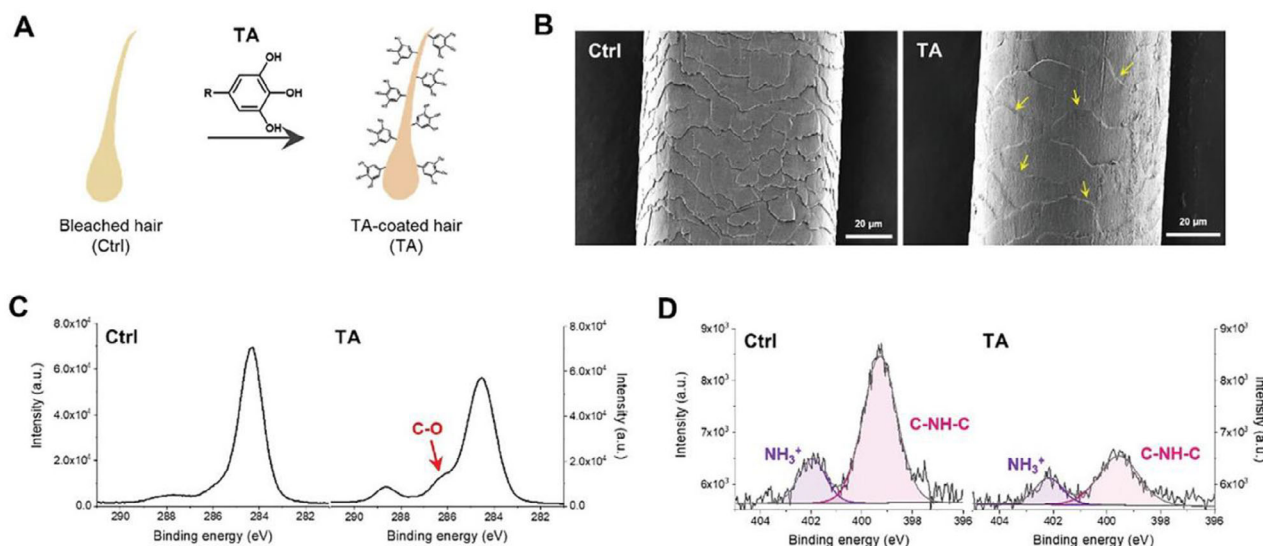 A
TA
OH
R
OH
OH
Bleached hair
(Ctrl)
TA-coated hair
(TA)
B
Ctrl
20 µm
TA
20 µm
C
Ctrl
TA
C-O
Intensity (a.u.)
8.0x10⁴
6.0x10⁴
4.0x10⁴
2.0x10⁴
0.0
290 288 286 284 282
Binding energy (eV)
290 288 286 284 282
Binding energy (eV)
8.0x10⁴
6.0x10⁴
4.0x10⁴
2.0x10⁴
0.0
Intensity (a.u.)
D
Ctrl
TA
Intensity (a.u.)
9x10³
8x10³
7x10³
6x10³
NH₃⁺
C-NH-C
NH₃⁺
C-NH-C
404 402 400 398 396
Binding energy (eV)
404 402 400 398 396
Binding energy (eV)
9x10³
8x10³
7x10³
6x10³
Intensity (a.u.)